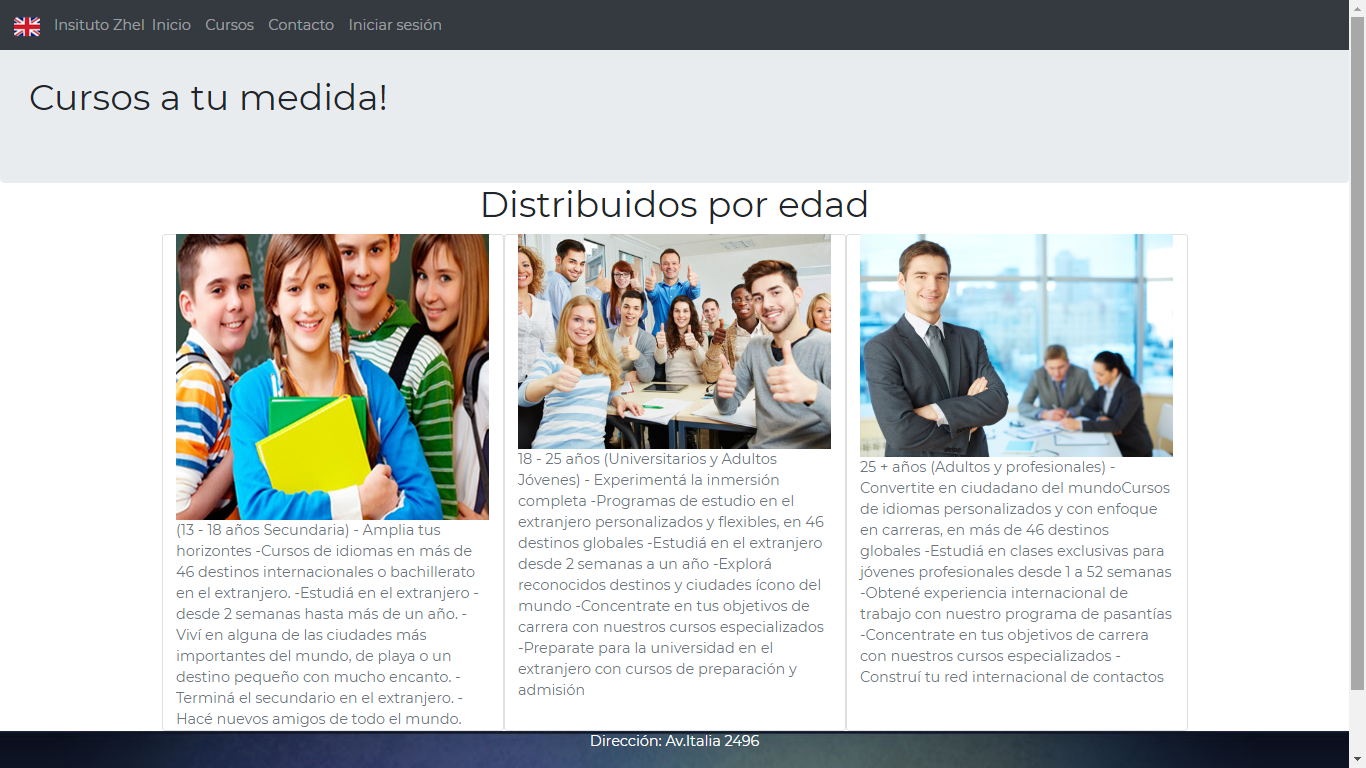 Insituto Zhel Inicio Cursos Contacto Iniciar sesión
Cursos a tu medida!
Distribuidos por edad
(13 - 18 años Secundaria) - Amplia tus
horizontes -Cursos de idiomas en más de
46 destinos internacionales o bachillerato
en el extranjero. -Estudiá en el extranjero -
desde 2 semanas hasta más de un año. -
Viví en alguna de las ciudades más
importantes del mundo, de playa o un
destino pequeño con mucho encanto. -
Terminá el secundario en el extranjero. -
Hacé nuevos amigos de todo el mundo.
18 - 25 años (Universitarios y Adultos
Jóvenes) - Experimentá la inmersión
completa -Programas de estudio en el
extranjero personalizados y flexibles, en 46
destinos globales -Estudiá en el extranjero
desde 2 semanas a un año -Explorá
reconocidos destinos y ciudades ícono del
mundo -Concentrate en tus objetivos de
carrera con nuestros cursos especializados
-Preparate para la universidad en el
extranjero con cursos de preparación y
admisión
25 + años (Adultos y profesionales) -
Convertite en ciudadano del mundoCursos
de idiomas personalizados y con enfoque
en carreras, en más de 46 destinos
globales -Estudiá en clases exclusivas para
jóvenes profesionales desde 1 a 52 semanas
-Obtené experiencia internacional de
trabajo con nuestro programa de pasantías
-Concentrate en tus objetivos de carrera
con nuestros cursos especializados -
Construí tu red internacional de contactos
Dirección: Av.Italia 2496